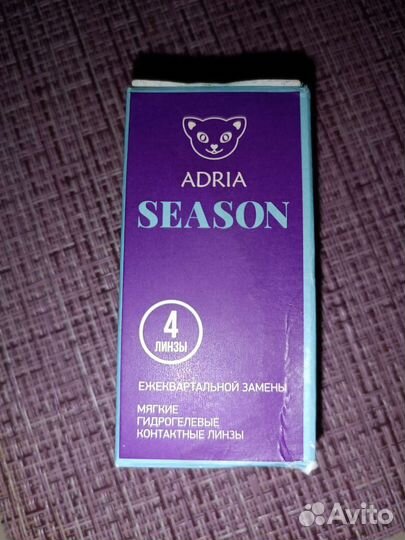 ADRIA
SEASON
4
ЛИНЗЫ
ЕЖЕКВАРТАЛЬНОЙ ЗАМЕНЫ
МЯГКИЕ
ГИДРОГЕЛЕВЫЕ
КОНТАКТНЫЕ ЛИНЗЫ
Avito